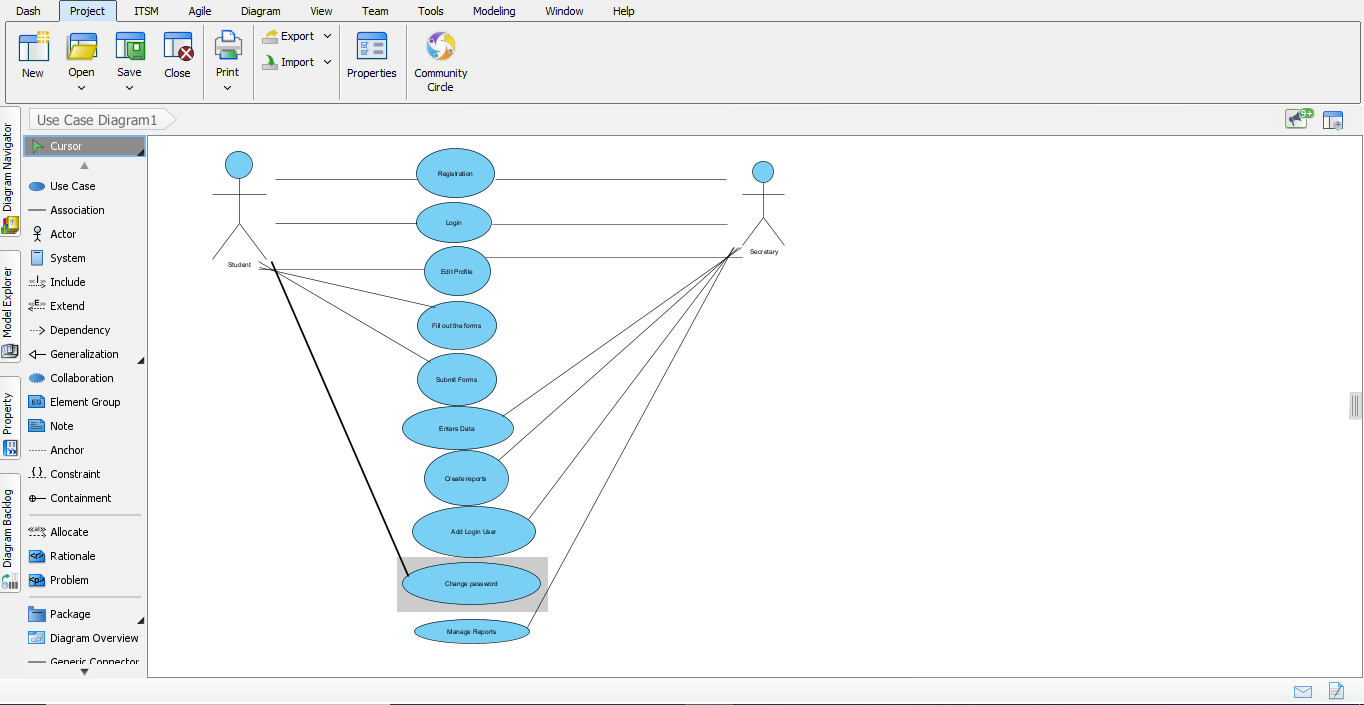 Dash Project ITSM Agile Diagram View Team Tools Modeling Window Help
New Open Save Close Print Export Import Properties Community Circle
Use Case Diagram1
9+
Diagram Navigator
Model Explorer
Property
Diagram Backlog
Cursor
Use Case
Association
Actor
System
Include
Extend
Dependency
Generalization
Collaboration
EG Element Group
Note
Anchor
{} Constraint
Containment
Allocate
Rationale
Problem
Package
Diagram Overview
Generic Connector
Student
Secretary
Registration
Login
Edit Profile
Fill out the forms
Submit Forms
Enters Data
Create reports
Add Login User
Change password
Manage Reports